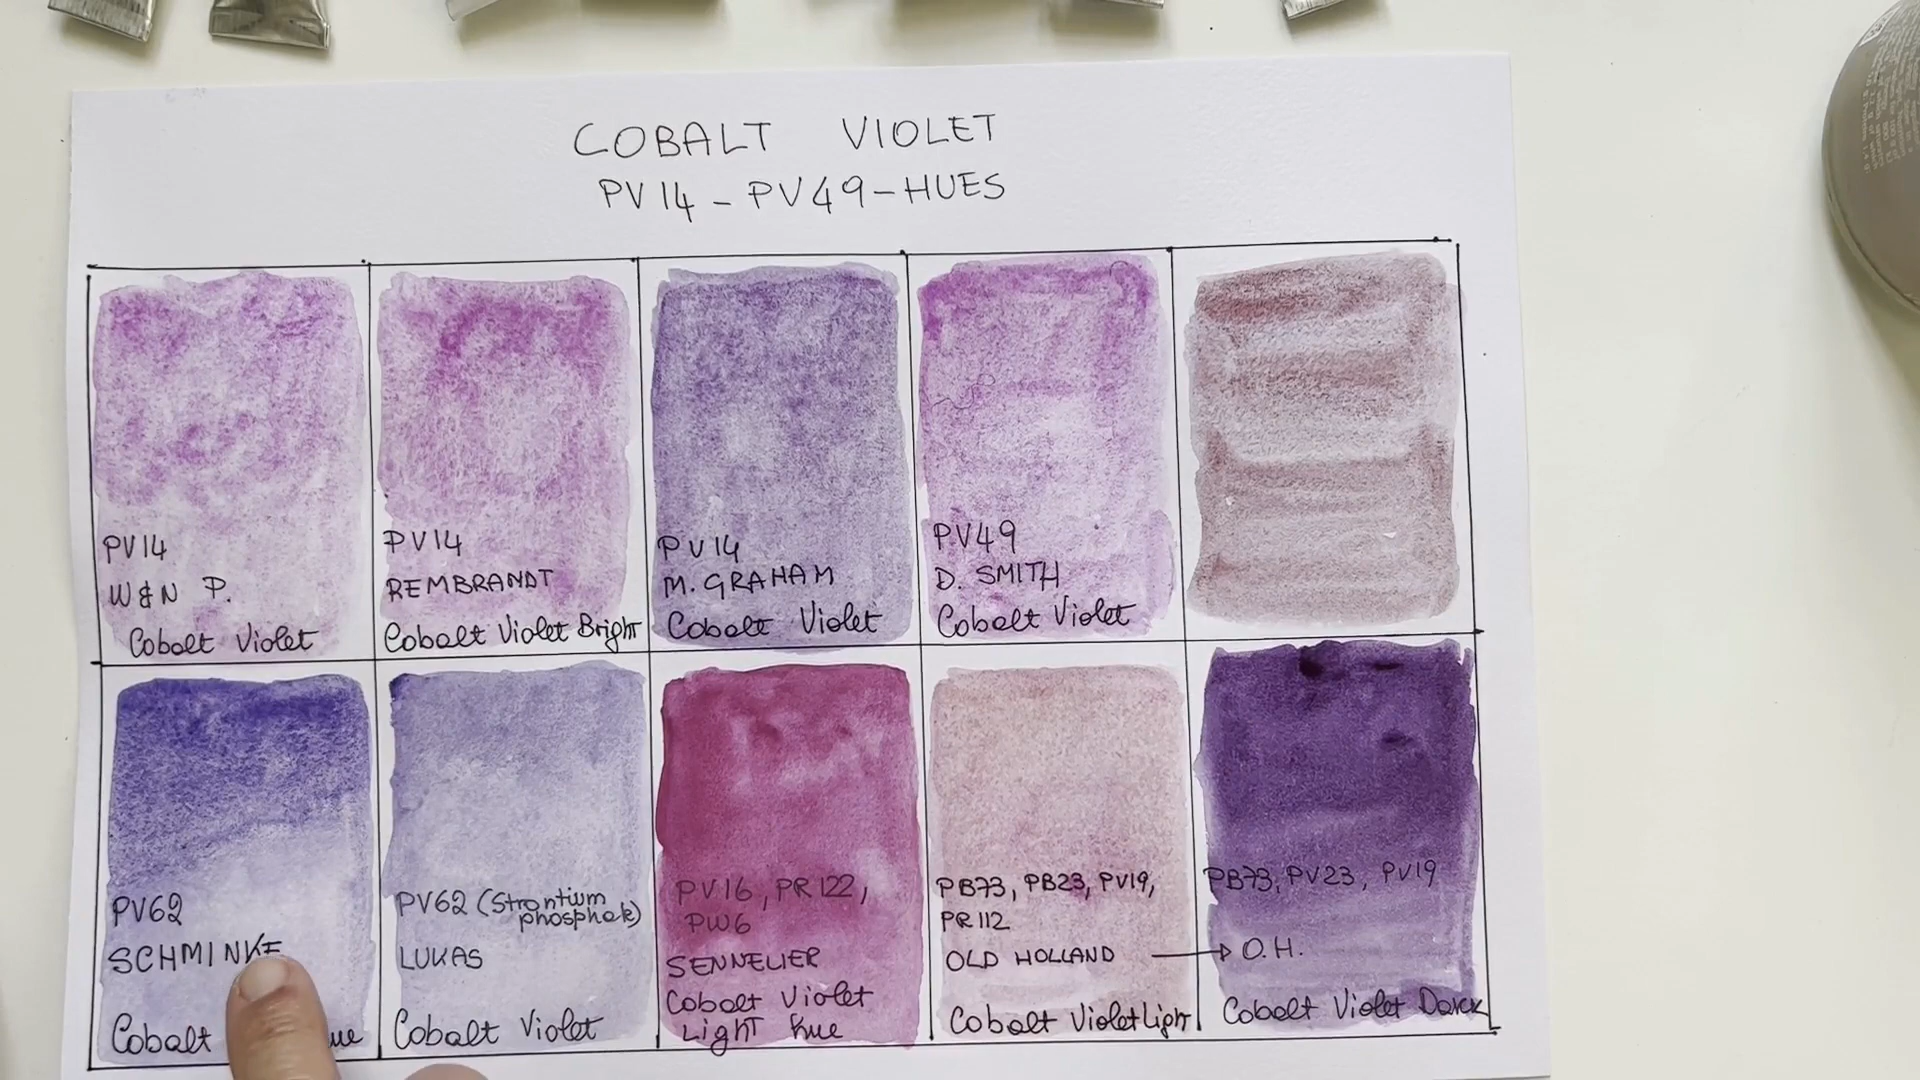 COBALT VIOLET
PV14-PV49-HUES
PV14
W&N P.
Cobalt Violet
PV14
REMBRANDT
Cobalt Violet Bright
PV14
M. GRAHAM
Cobalt Violet
PV49
D. SMITH
Cobalt Violet
PV62
SCHMINKE
Cobalt
PV62 (Strontium
phosphate)
LUKAS
Cobalt Violet
PV16, PR122,
PW6
SENNELIER
Cobalt Violet
Light hue
PB73, PB23, PV19,
PR112
OLD HOLLAND
Cobalt Violet Light
PB73, PV23, PV19
O.H.
Cobalt Violet Darck